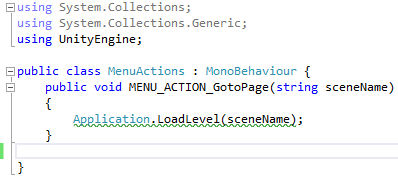 using System.Collections;
using System.Collections.Generic;
using UnityEngine;
public class MenuActions : MonoBehaviour {
public void MENU_ACTION_GotoPage(string sceneName)
{
Application.LoadLevel(sceneName);
}
}